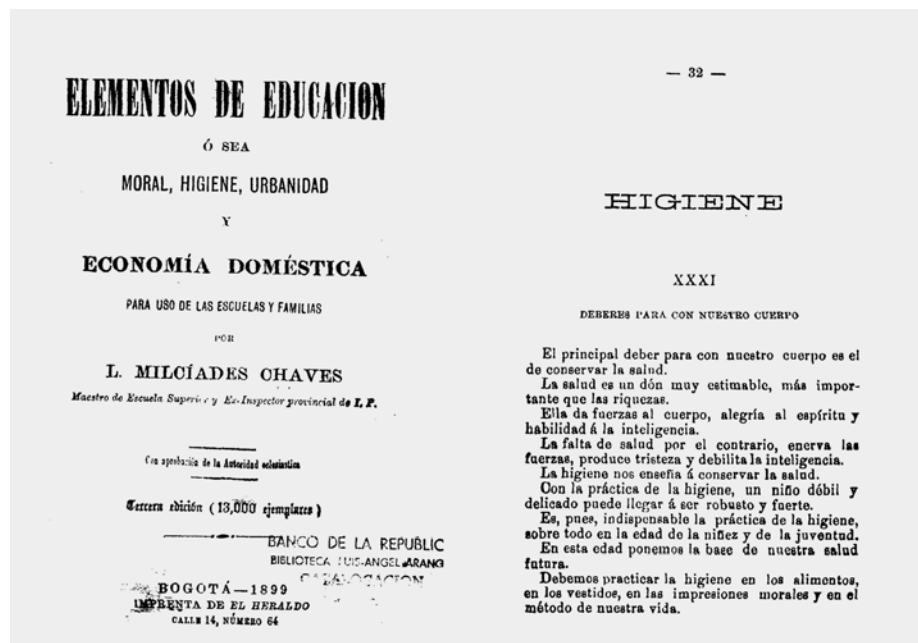 ELEMENTOS DE EDUCACION
Ó SEA
MORAL, HIGIENE, URBANIDAD
Y
ECONOMÍA DOMÉSTICA
PARA USO DE LAS ESCUELAS Y FAMILIAS
POR
L. MILCÍADES CHAVES
Maestro de Escuela Superior y Ex-Inspector provincial de I. P.
Con aprobación de la Autoridad eclesiástica
Tercera edición (13,000 ejemplares)
BANCO DE LA REPUBLIC
BIBLIOTECA LUIS-ANGEL ARANG
CATALOGACION
BOGOTÁ—1899
IMPRENTA DE EL HERALDO
CALLE 14, NÚMERO 64
— 32 —
HIGIENE
XXXI
DEBERES PARA CON NUESTRO CUERPO
El principal deber para con nuestro cuerpo es el
de conservar la salud.
La salud es un dón muy estimable, más impor-
tante que las riquezas.
Ella da fuerzas al cuerpo, alegría al espíritu y
habilidad á la inteligencia.
La falta de salud por el contrario, enerva las
fuerzas, produce tristeza y debilita la inteligencia.
La higiene nos enseña á conservar la salud.
Con la práctica de la higiene, un niño débil y
delicado puede llegar á ser robusto y fuerte.
Es, pues, indispensable la práctica de la higiene,
sobre todo en la edad de la niñez y de la juventud.
En esta edad ponemos la base de nuestra salud
futura.
Debemos practicar la higiene en los alimentos,
en los vestidos, en las impresiones morales y en el
método de nuestra vida.